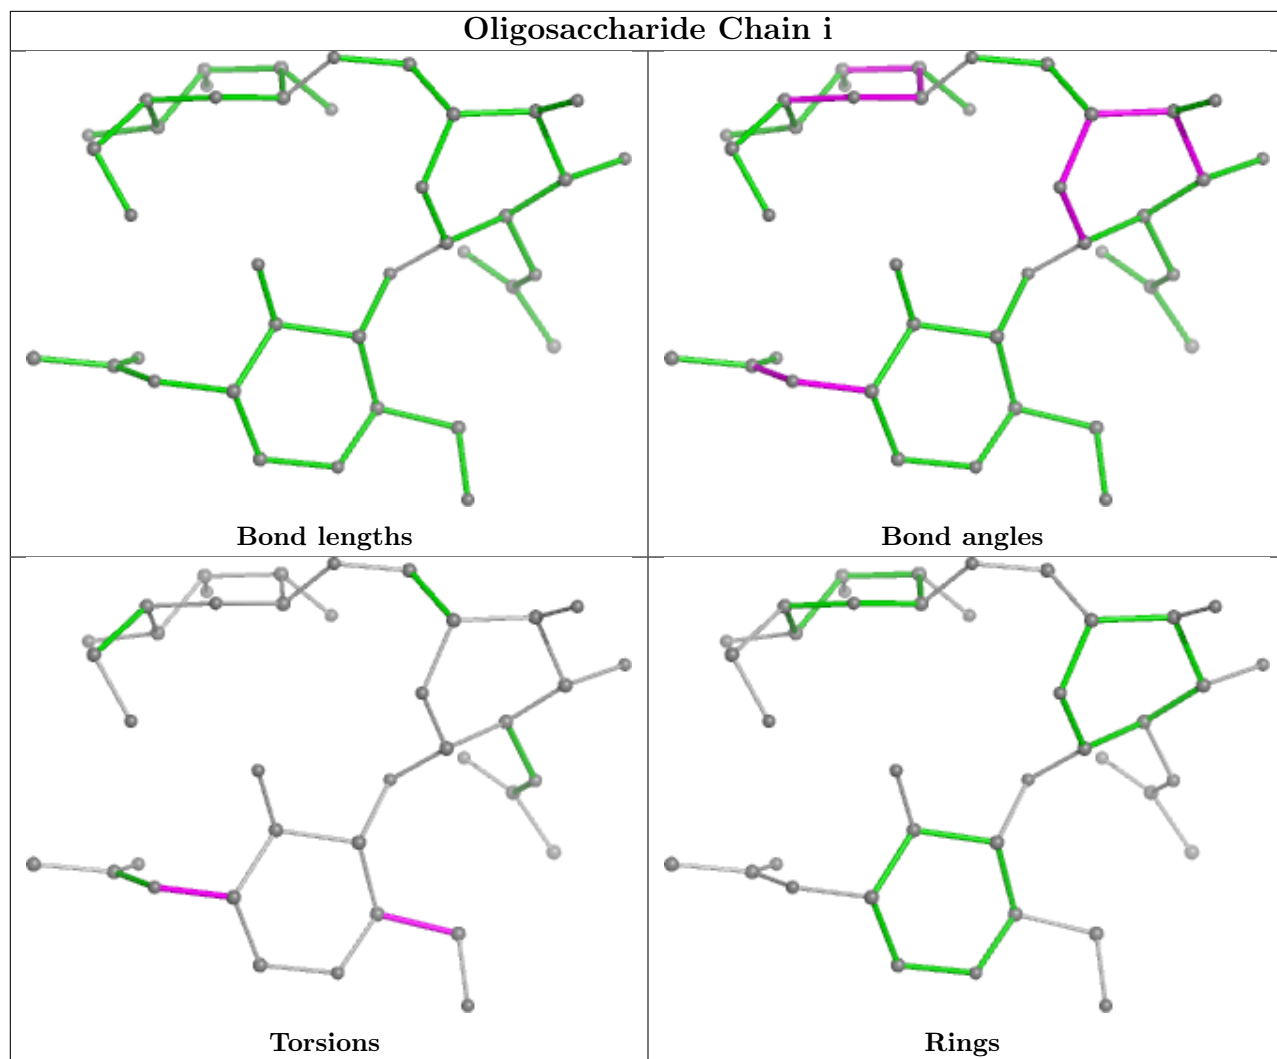 Oligosaccharide Chain i
Bond lengths
Bond angles
Torsions
Rings